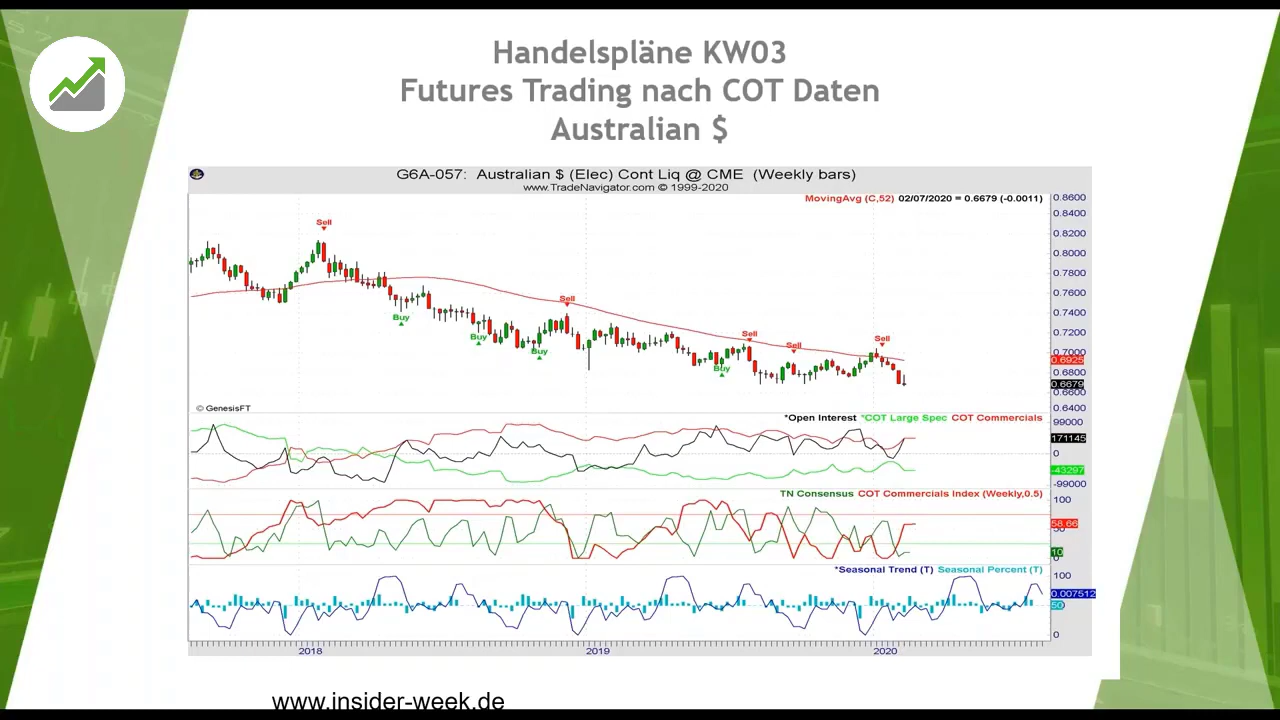 Handelspläne KW03
Futures Trading nach COT Daten
Australian $
G6A-057: Australian $ (Elec) Cont Liq @ CME (Weekly bars)
www.TradeNavigator.com © 1999-2020
MovingAvg (C,52) 02/07/2020 = 0.6679 (-0.0011)
0.8600
0.8400
0.8200
0.8000
0.7800
0.7600
0.7400
0.7200
0.7000
0.6925
0.6800
0.6679
0.6600
0.6400
Sell
Buy
Buy
Buy
Sell
Buy
Sell
Sell
Sell
© GenesisFT
*Open Interest *COT Large Spec COT Commercials
99000
171145
0
-43297
-99000
TN Consensus COT Commercials Index (Weekly,0.5)
100
58.66
10
0
*Seasonal Trend (T) Seasonal Percent (T)
100
0.007512
50
0
2018 2019 2020
www.insider-week.de